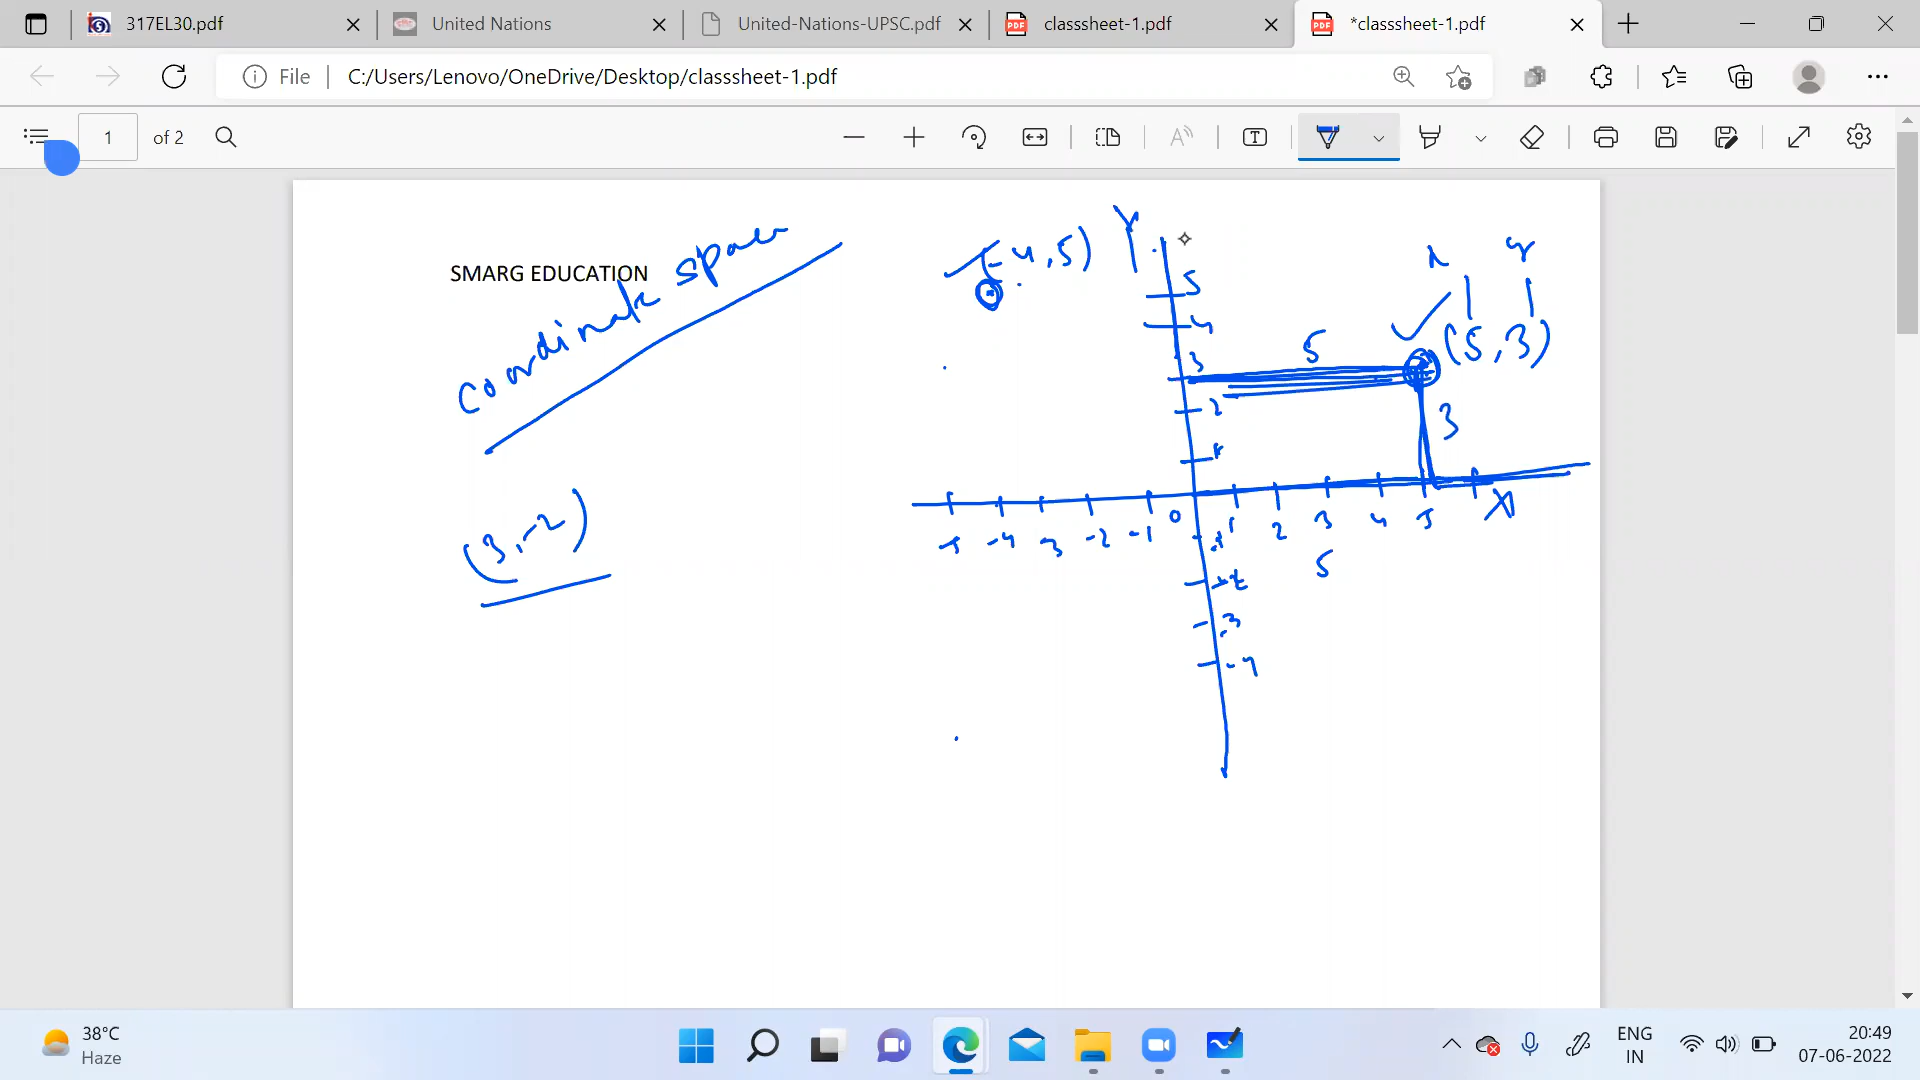 317EL30.pdf
United Nations
United-Nations-UPSC.pdf
classsheet-1.pdf
*classsheet-1.pdf
File
C:/Users/Lenovo/OneDrive/Desktop/classsheet-1.pdf
1 of 2
SMARG EDUCATION
coordinate space
(-4,5)
Y
x y
(5,3)
5
4
3
2
1
5
3
-5 -4 -3 -2 -1 0 1 2 3 4 5 X
5
-1
-2
-3
-4
(3,-2)
38°C
Haze
ENG
IN
20:49
07-06-2022